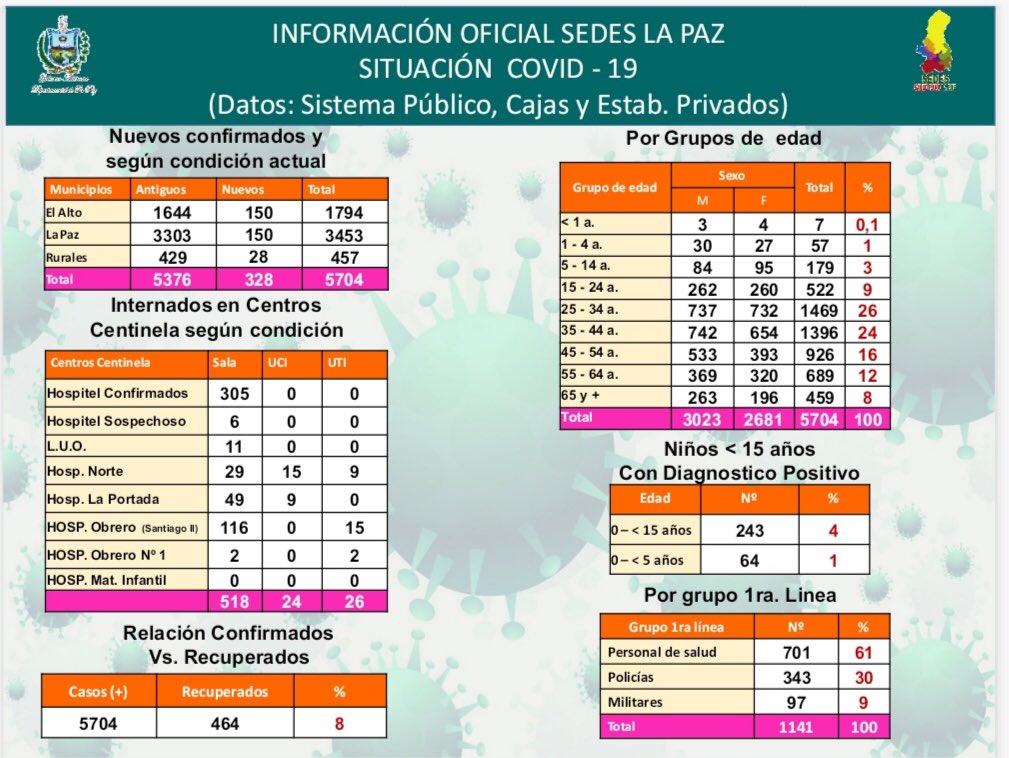 INFORMACIÓN OFICIAL SEDES LA PAZ
SITUACIÓN COVID - 19
(Datos: Sistema Público, Cajas y Estab. Privados)
SEDES
Nuevos confirmados y
según condición actual
Municipios Antiguos Nuevos Total
El Alto 1644 150 1794
La Paz 3303 150 3453
Rurales 429 28 457
Total 5376 328 5704
Internados en Centros
Centinela según condición
Centros Centinela Sala UCI UTI
Hospitel Confirmados 305 0 0
Hospitel Sospechoso 6 0 0
L.U.O. 11 0 0
Hosp. Norte 29 15 9
Hosp. La Portada 49 9 0
HOSP. Obrero (Santiago II) 116 0 15
HOSP. Obrero Nº 1 2 0 2
HOSP. Mat. Infantil 0 0 0
518 24 26
Relación Confirmados
Vs. Recuperados
Casos (+) Recuperados %
5704 464 8
Por Grupos de edad
Grupo de edad Sexo Total %
M F
< 1 a. 3 4 7 0,1
1 - 4 a. 30 27 57 1
5 - 14 a. 84 95 179 3
15 - 24 a. 262 260 522 9
25 - 34 a. 737 732 1469 26
35 - 44 a. 742 654 1396 24
45 - 54 a. 533 393 926 16
55 - 64 a. 369 320 689 12
65 y + 263 196 459 8
Total 3023 2681 5704 100
Niños < 15 años
Con Diagnostico Positivo
Edad Nº %
0 – < 15 años 243 4
0 – < 5 años 64 1
Por grupo 1ra. Linea
Grupo 1ra línea Nº %
Personal de salud 701 61
Policías 343 30
Militares 97 9
Total 1141 100